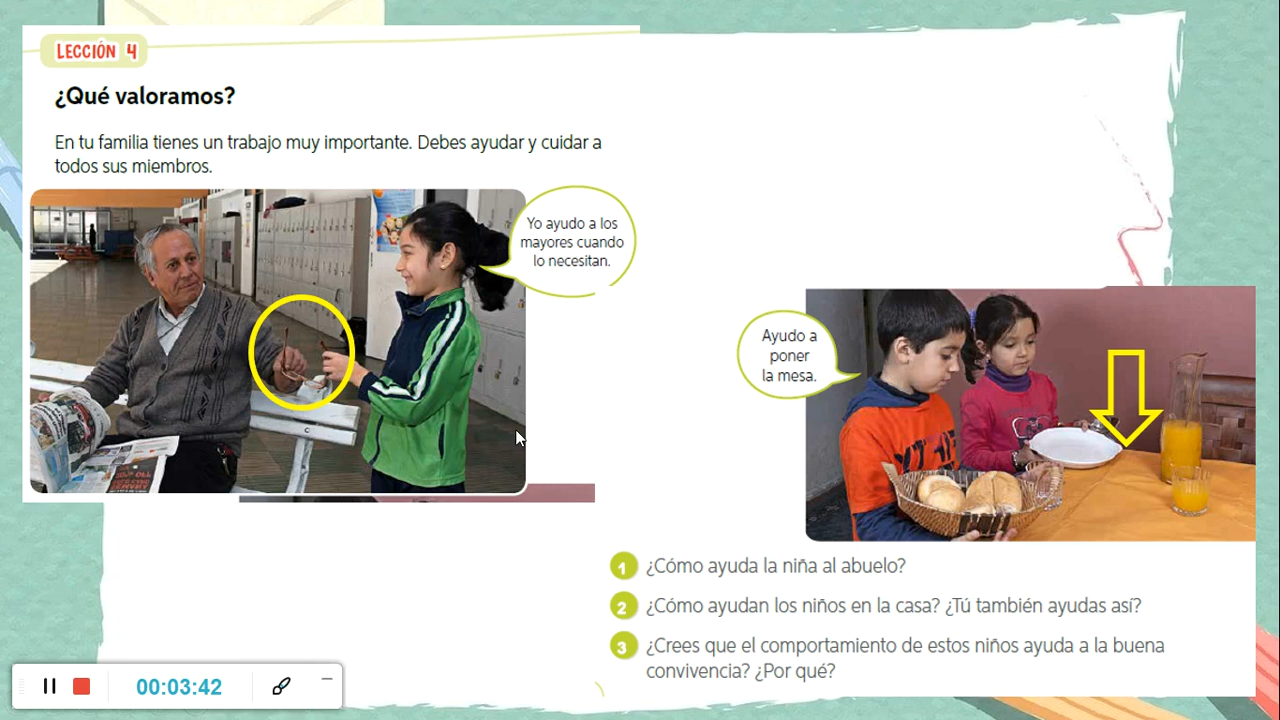 LECCIÓN 4
¿Qué valoramos?
En tu familia tienes un trabajo muy importante. Debes ayudar y cuidar a
todos sus miembros.
Yo ayudo a los
mayores cuando
lo necesitan.
Ayudo a
poner
la mesa.
1 ¿Cómo ayuda la niña al abuelo?
2 ¿Cómo ayudan los niños en la casa? ¿Tú también ayudas así?
3 ¿Crees que el comportamiento de estos niños ayuda a la buena
convivencia? ¿Por qué?
00:03:42